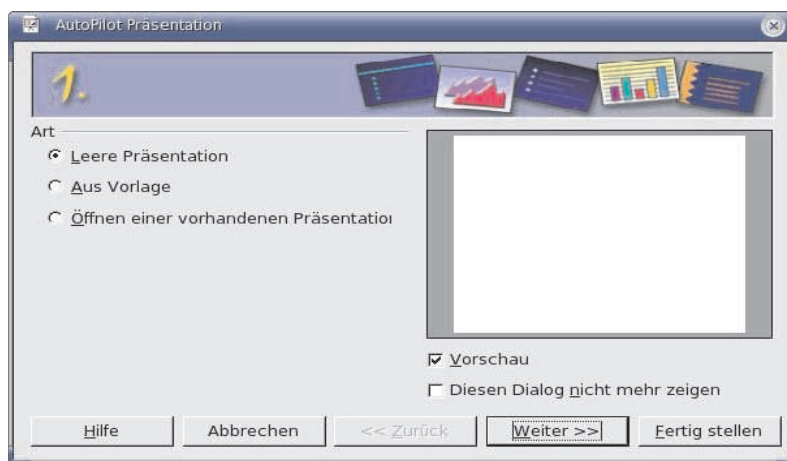 AutoPilot Präsentation
1.
Art
Leere Präsentation
Aus Vorlage
Öffnen einer vorhandenen Präsentation
Vorschau
Diesen Dialog nicht mehr zeigen
Hilfe
Abbrechen
<< Zurück
Weiter >>
Fertig stellen